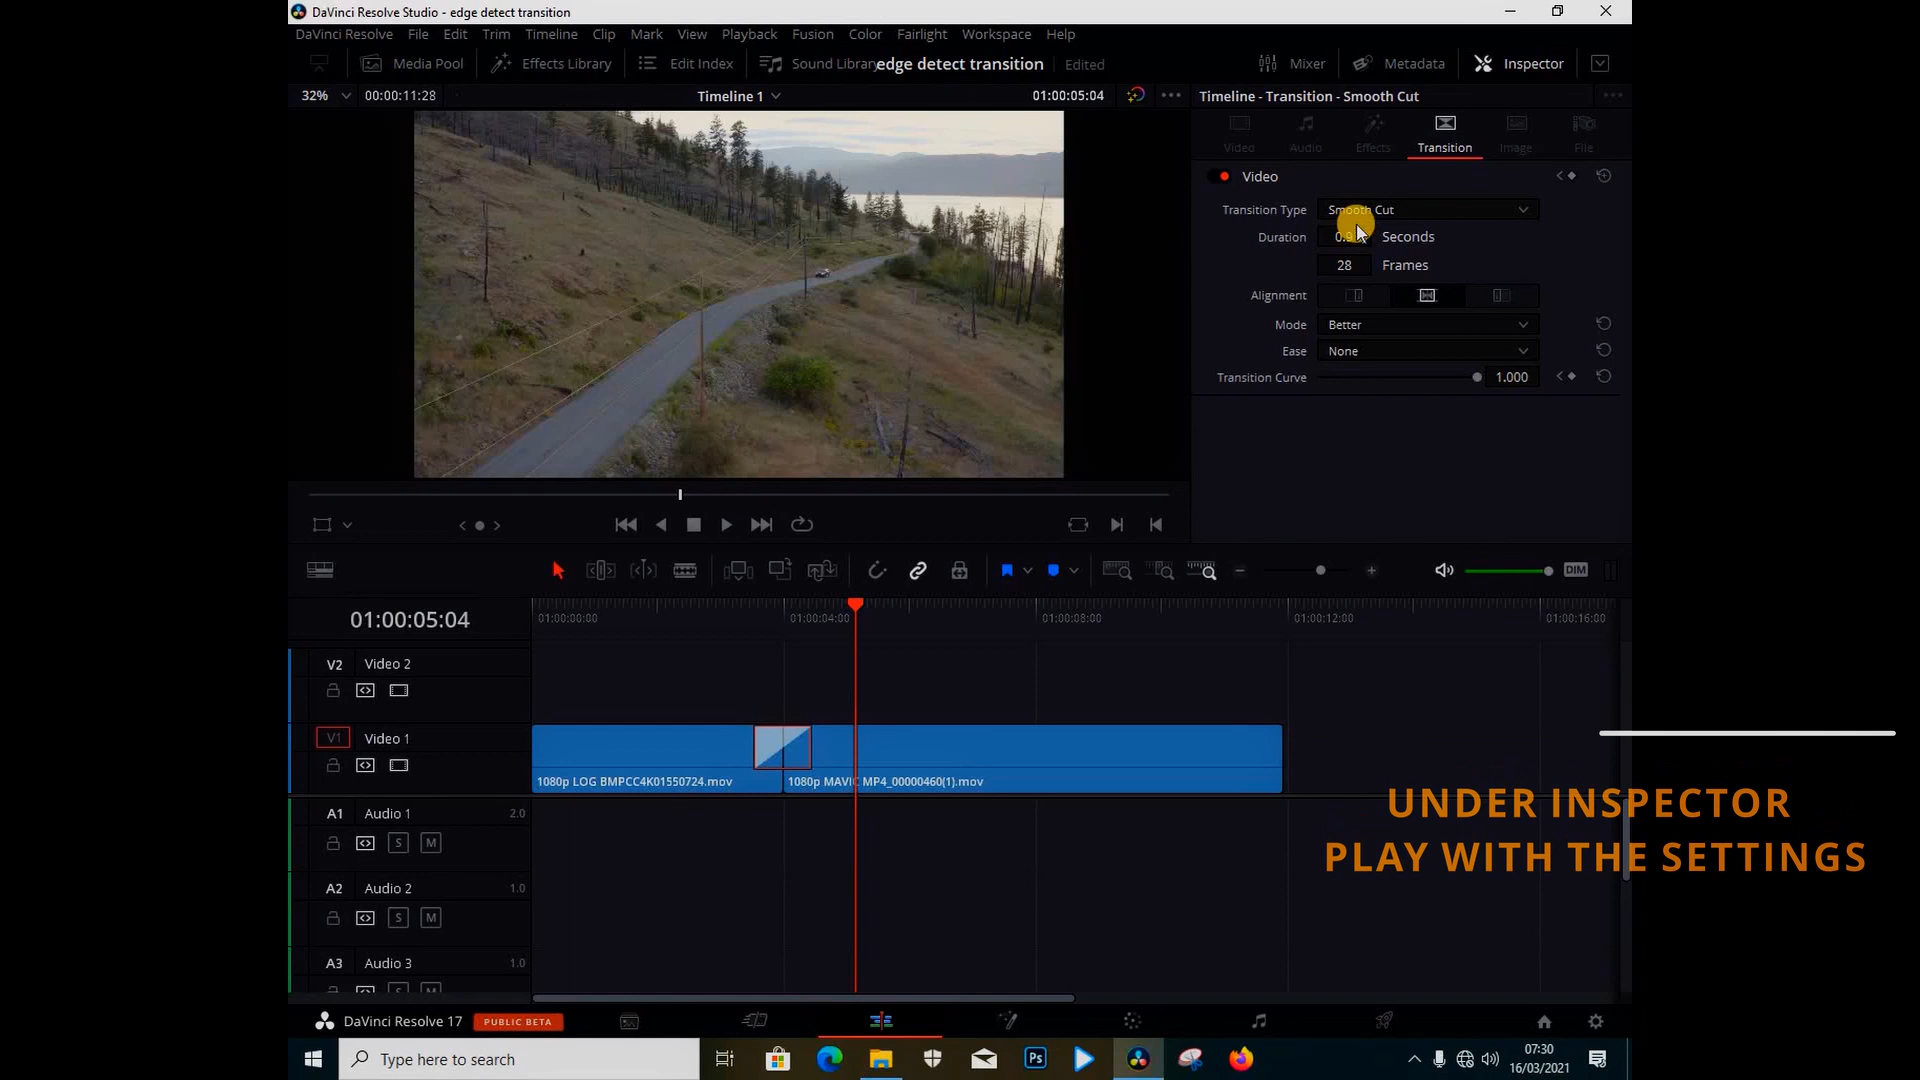 DaVinci Resolve Studio - edge detect transition
DaVinci Resolve File Edit Trim Timeline Clip Mark View Playback Fusion Color Fairlight Workspace Help
Media Pool Effects Library Edit Index Sound Library edge detect transition Edited Mixer Metadata Inspector
32% 00:00:11:28 Timeline 1 01:00:05:04 Timeline - Transition - Smooth Cut
Video Audio Effects Transition Image File
Video
Transition Type Smooth Cut
Duration Seconds
28 Frames
Alignment
Mode Better
Ease None
Transition Curve 1.000
DIM
01:00:05:04 01:00:00:00 01:00:04:00 01:00:08:00 01:00:12:00 01:00:16:00
V2 Video 2
V1 Video 1
1080p LOG BMPCC4K01550724.mov 1080p MAVIC MP4_00000460(1).mov
A1 Audio 1 2.0
S M
A2 Audio 2 1.0
S M
A3 Audio 3 1.0
S M
UNDER INSPECTOR
PLAY WITH THE SETTINGS
DaVinci Resolve 17 PUBLIC BETA
Type here to search
Ps
07:30
16/03/2021